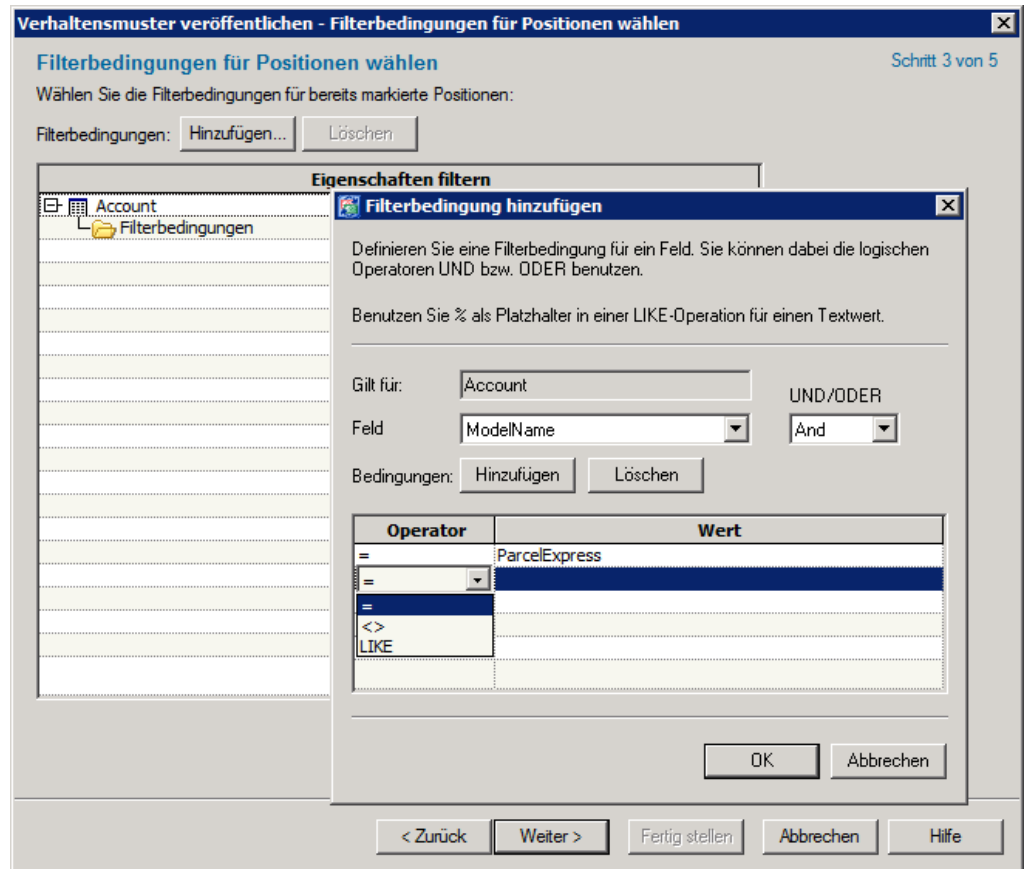 Verhaltensmuster veröffentlichen - Filterbedingungen für Positionen wählen
Filterbedingungen für Positionen wählen
Schritt 3 von 5
Wählen Sie die Filterbedingungen für bereits markierte Positionen:
Filterbedingungen: Hinzufügen... Löschen
Eigenschaften filtern
Account
Filterbedingungen
Filterbedingung hinzufügen
Definieren Sie eine Filterbedingung für ein Feld. Sie können dabei die logischen
Operatoren UND bzw. ODER benutzen.
Benutzen Sie % als Platzhalter in einer LIKE-Operation für einen Textwert.
Gilt für: Account
UND/ODER
Feld ModelName And
Bedingungen: Hinzufügen Löschen
Operator Wert
= ParcelExpress
=
=
<>
LIKE
OK Abbrechen
< Zurück Weiter > Fertig stellen Abbrechen Hilfe